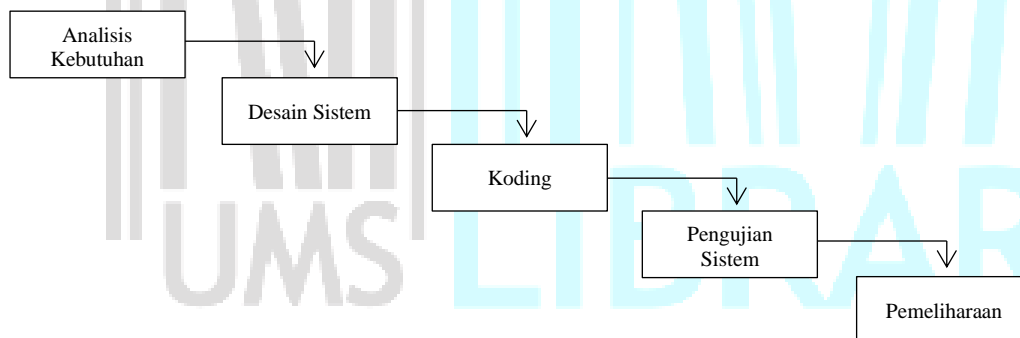 Analisis
Kebutuhan
Desain Sistem
Koding
Pengujian
Sistem
Pemeliharaan
UMS
LIBRAR